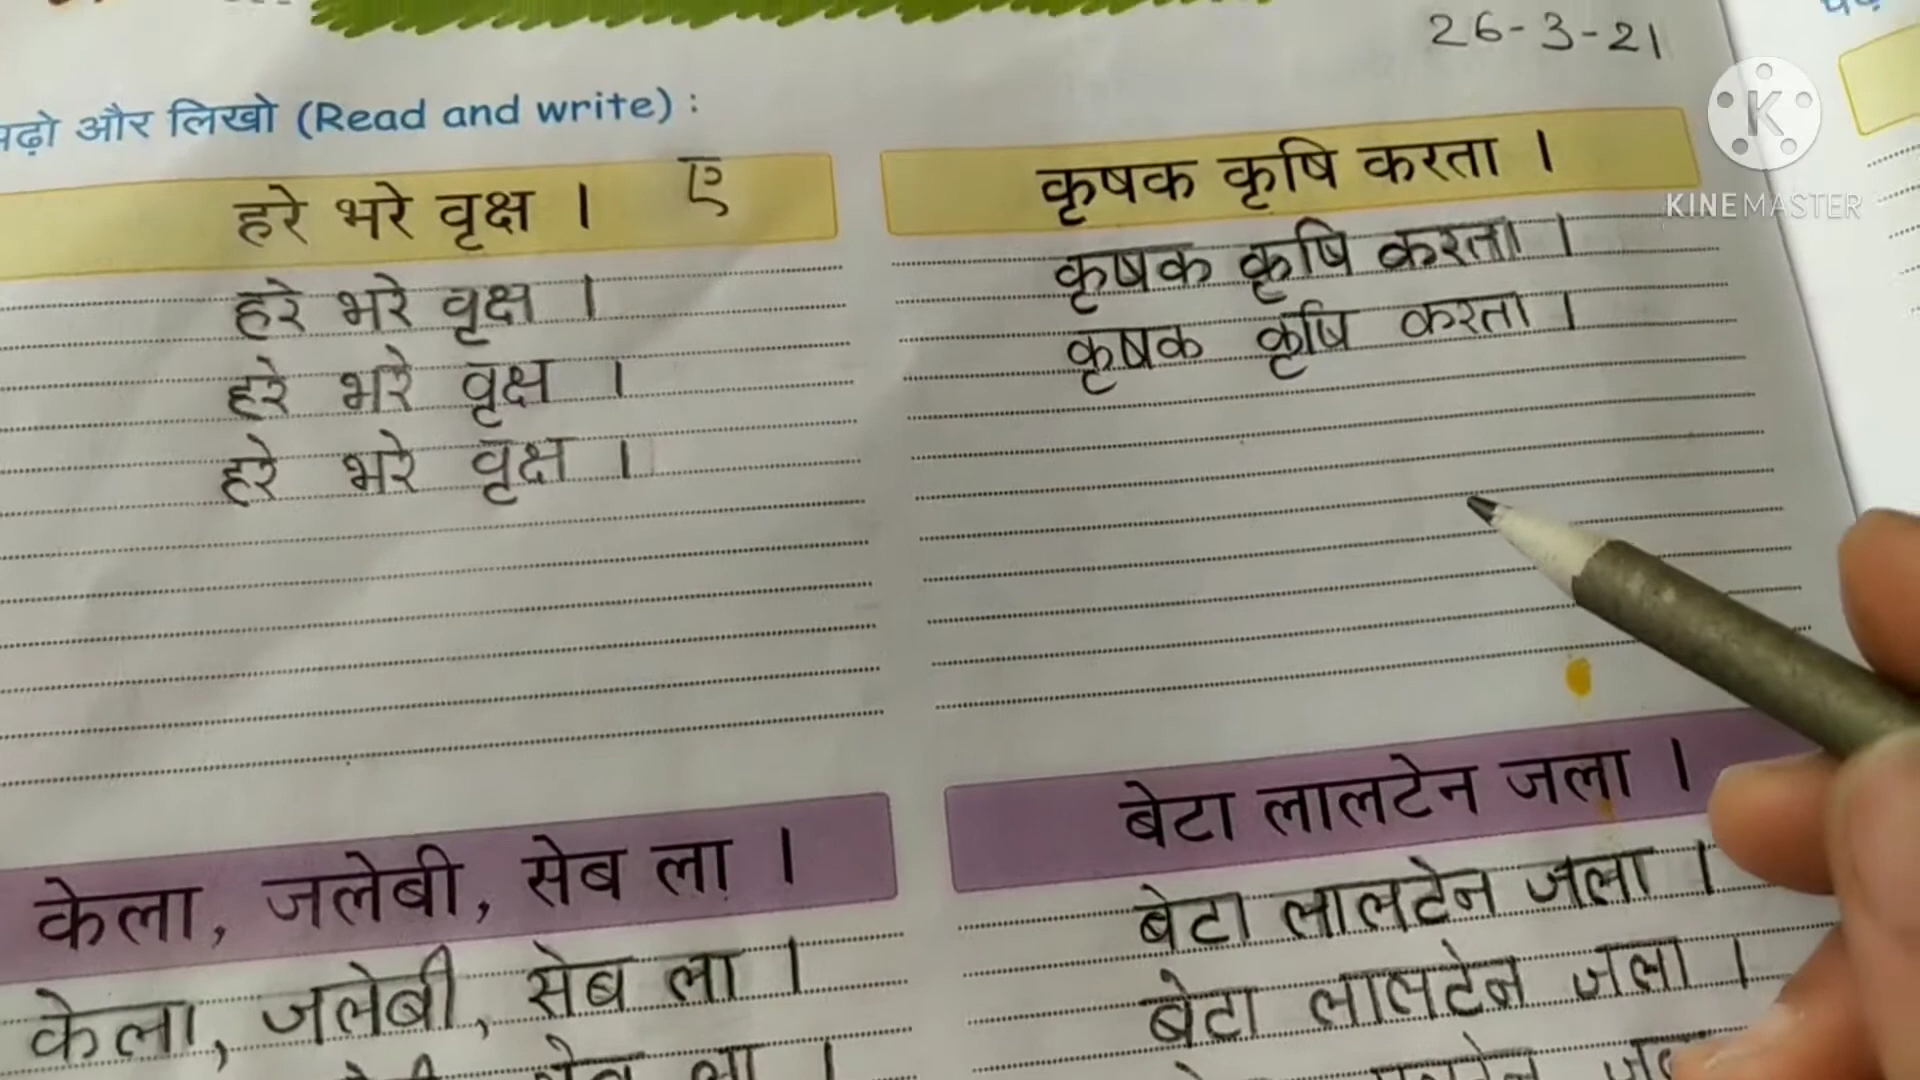 26-3-21
पढ़ो और लिखो (Read and write) :
हरे भरे वृक्ष । ए
हरे भरे वृक्ष ।
हरे भरे वृक्ष ।
हरे भरे वृक्ष ।
कृषक कृषि करता ।
कृषक कृषि करता ।
कृषक कृषि करता ।
K
KINEMASTER
केला, जलेबी, सेब ला ।
केला, जलेबी, सेब ला ।
सेब ला ।
बेटा लालटेन जला ।
बेटा लालटेन जला ।
बेटा लालटेन जला ।